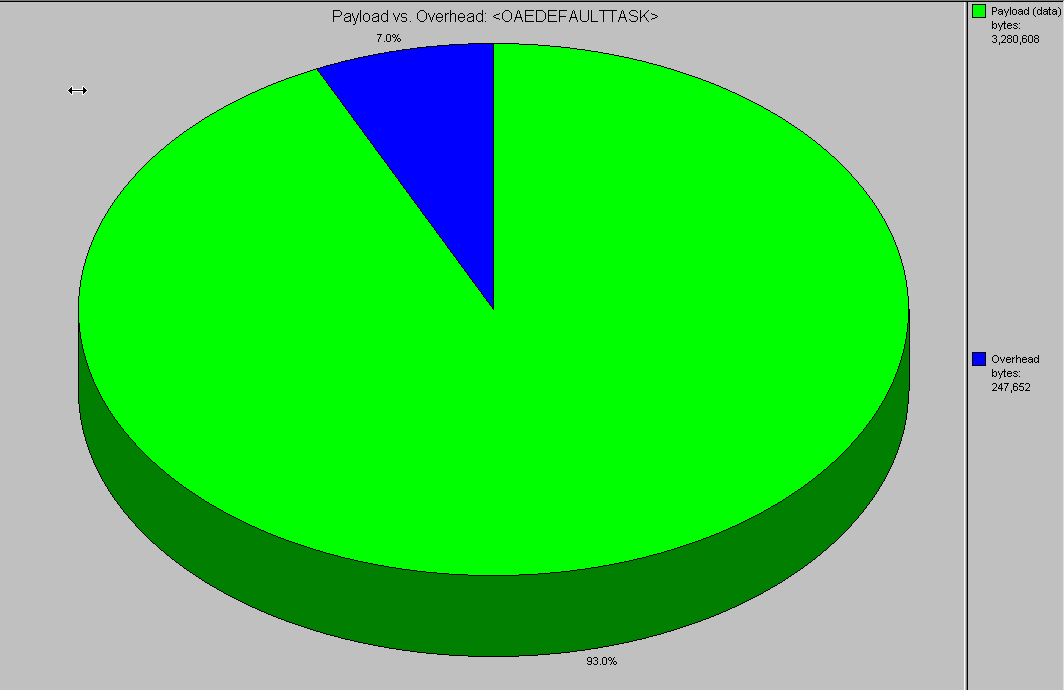 Payload vs. Overhead: <OAEDEFAULTTASK>
7.0%
93.0%
Payload (data)
bytes:
3,280,608
Overhead
bytes:
247,652